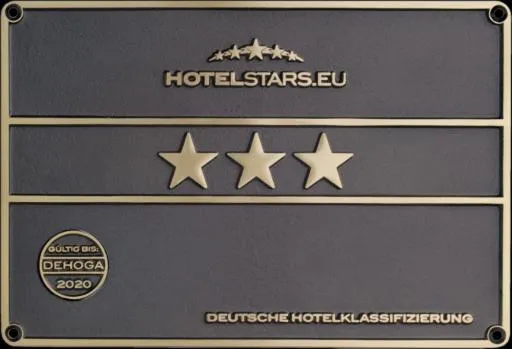 HOTELSTARS.EU
GÜLTIG BIS:
DEHOGA
2020
DEUTSCHE HOTELKLASSIFIZIERUNG